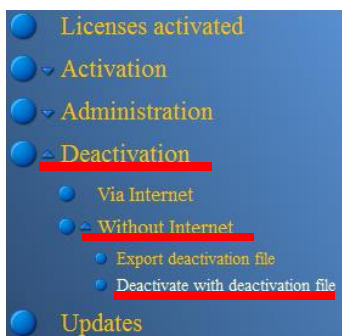 Licenses activated
Activation
Administration
Deactivation
Via Internet
Without Internet
Export deactivation file
Deactivate with deactivation file
Updates